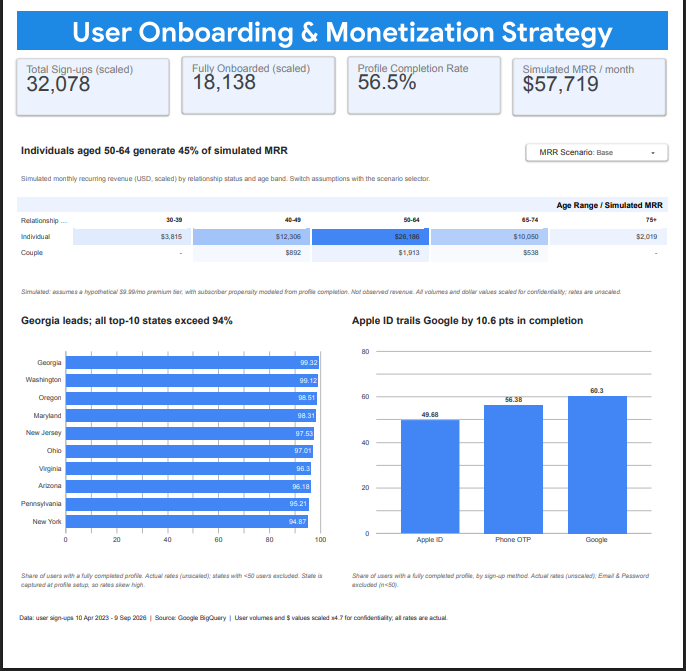 User Onboarding & Monetization Strategy
Total Sign-ups (scaled)
32,078
Fully Onboarded (scaled)
18,138
Profile Completion Rate
56.5%
Simulated MRR / month
$57,719
Individuals aged 50-64 generate 45% of simulated MRR
MRR Scenario: Base
Simulated monthly recurring revenue (USD, scaled) by relationship status and age band. Switch assumptions with the scenario selector.
Age Range / Simulated MRR
Relationship ... 30-39 40-49 50-64 65-74 75+
Individual $3,815 $12,306 $26,186 $10,050 $2,019
Couple - $892 $1,913 $538 -
Simulated: assumes a hypothetical $9.99/mo premium tier, with subscriber propensity modeled from profile completion. Not observed revenue. All volumes and dollar values scaled for confidentiality; rates are unscaled.
Georgia leads; all top-10 states exceed 94%
Georgia 99.32
Washington 99.12
Oregon 98.51
Maryland 98.31
New Jersey 97.53
Ohio 97.01
Virginia 96.3
Arizona 96.18
Pennsylvania 95.21
New York 94.87
0 20 40 60 80 100
Share of users with a fully completed profile. Actual rates (unscaled); states with <50 users excluded. State is
captured at profile setup, so rates skew high.
Apple ID trails Google by 10.6 pts in completion
80
60
40
20
0
49.68
56.38
60.3
Apple ID Phone OTP Google
Share of users with a fully completed profile, by sign-up method. Actual rates (unscaled); Email & Password
excluded (n<50).
Data: user sign-ups 10 Apr 2023 - 9 Sep 2026 | Source: Google BigQuery | User volumes and $ values scaled x4.7 for confidentiality; all rates are actual.